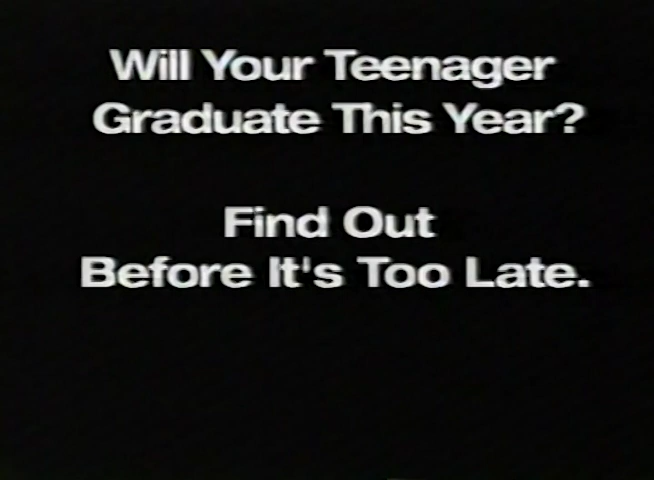 Will Your Teenager
Graduate This Year?
Find Out
Before It's Too Late.